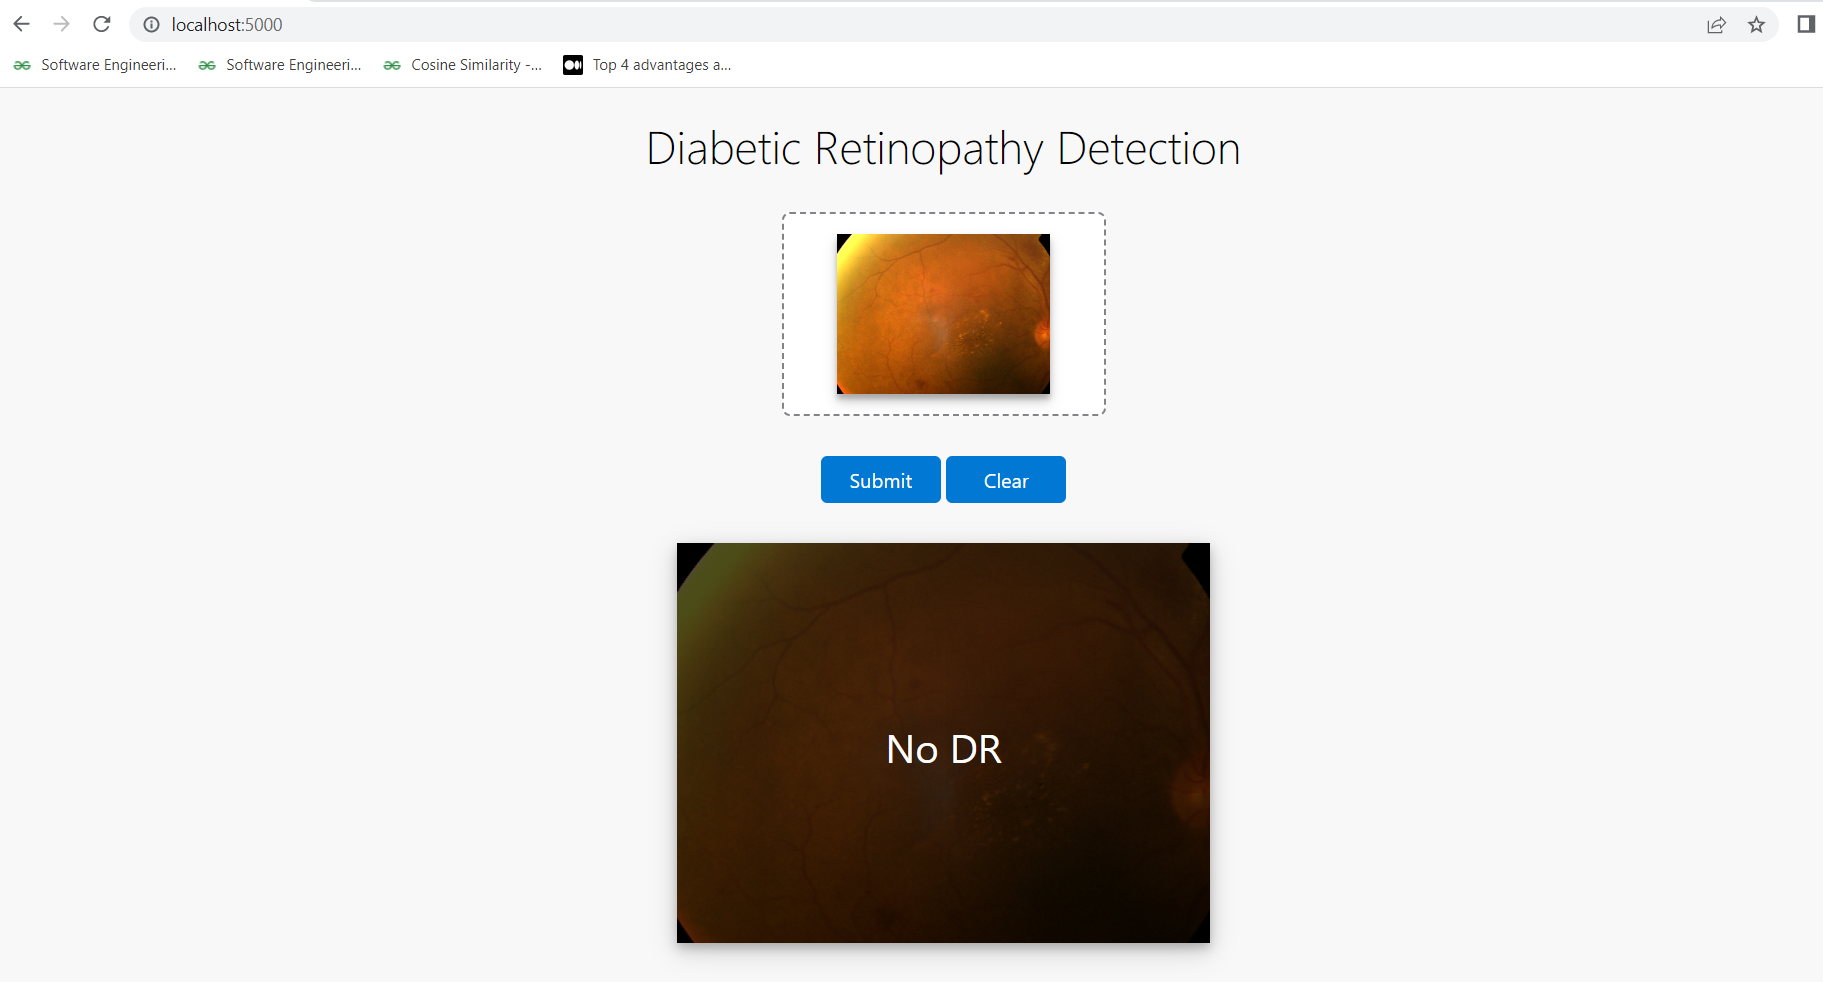 localhost:5000
Software Engineeri...
Software Engineeri...
Cosine Similarity -...
Top 4 advantages a...
Diabetic Retinopathy Detection
Submit
Clear
No DR